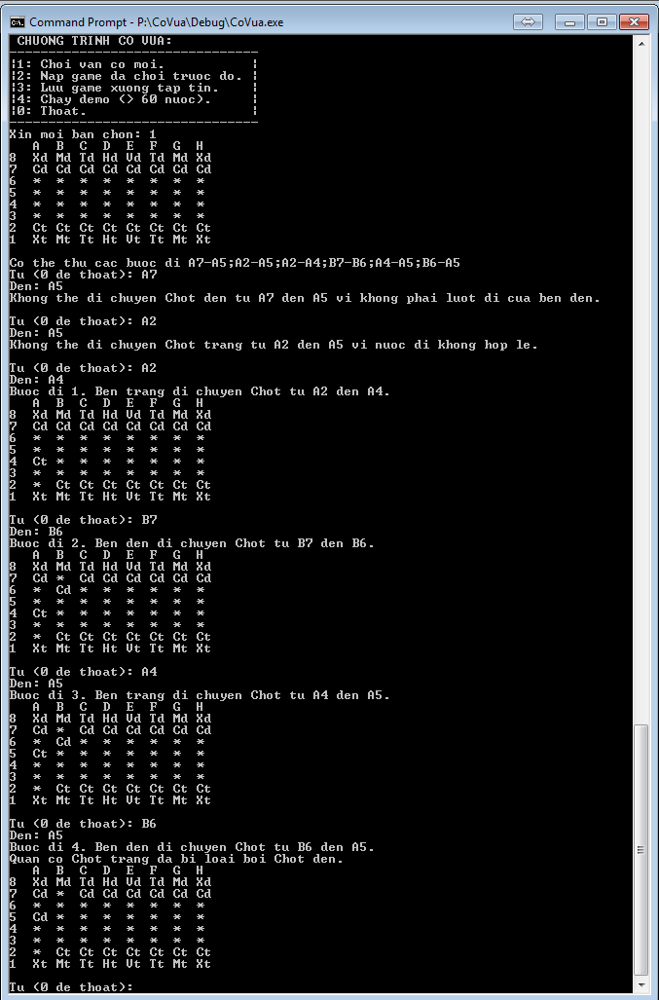 Command Prompt - P:\CoVua\Debug\CoVua.exe
CHUONG TRINH CO VUA:
--------------------------------
|1: Choi van co moi. |
|2: Nap game da choi truoc do. |
|3: Luu game xuong tap tin. |
|4: Chay demo (> 60 nuoc). |
|0: Thoat. |
--------------------------------
Xin moi ban chon: 1
A B C D E F G H
8 Xd Md Td Hd Vd Td Md Xd
7 Cd Cd Cd Cd Cd Cd Cd Cd
6 * * * * * * * *
5 * * * * * * * *
4 * * * * * * * *
3 * * * * * * * *
2 Ct Ct Ct Ct Ct Ct Ct Ct
1 Xt Mt Tt Ht Vt Tt Mt Xt
Co the thu cac buoc di A7-A5;A2-A5;A2-A4;B7-B6;A4-A5;B6-A5
Tu (0 de thoat): A7
Den: A5
Khong the di chuyen Chot den tu A7 den A5 vi khong phai luot di cua ben den.
Tu (0 de thoat): A2
Den: A5
Khong the di chuyen Chot trang tu A2 den A5 vi nuoc di khong hop le.
Tu (0 de thoat): A2
Den: A4
Buoc di 1. Ben trang di chuyen Chot tu A2 den A4.
A B C D E F G H
8 Xd Md Td Hd Vd Td Md Xd
7 Cd Cd Cd Cd Cd Cd Cd Cd
6 * * * * * * * *
5 * * * * * * * *
4 Ct * * * * * * *
3 * * * * * * * *
2 * Ct Ct Ct Ct Ct Ct Ct
1 Xt Mt Tt Ht Vt Tt Mt Xt
Tu (0 de thoat): B7
Den: B6
Buoc di 2. Ben den di chuyen Chot tu B7 den B6.
A B C D E F G H
8 Xd Md Td Hd Vd Td Md Xd
7 Cd * Cd Cd Cd Cd Cd Cd
6 * Cd * * * * * *
5 * * * * * * * *
4 Ct * * * * * * *
3 * * * * * * * *
2 * Ct Ct Ct Ct Ct Ct Ct
1 Xt Mt Tt Ht Vt Tt Mt Xt
Tu (0 de thoat): A4
Den: A5
Buoc di 3. Ben trang di chuyen Chot tu A4 den A5.
A B C D E F G H
8 Xd Md Td Hd Vd Td Md Xd
7 Cd * Cd Cd Cd Cd Cd Cd
6 * Cd * * * * * *
5 Ct * * * * * * *
4 * * * * * * * *
3 * * * * * * * *
2 * Ct Ct Ct Ct Ct Ct Ct
1 Xt Mt Tt Ht Vt Tt Mt Xt
Tu (0 de thoat): B6
Den: A5
Buoc di 4. Ben den di chuyen Chot tu B6 den A5.
Quan co Chot trang da bi loai boi Chot den.
A B C D E F G H
8 Xd Md Td Hd Vd Td Md Xd
7 Cd * Cd Cd Cd Cd Cd Cd
6 * * * * * * * *
5 Cd * * * * * * *
4 * * * * * * * *
3 * * * * * * * *
2 * Ct Ct Ct Ct Ct Ct Ct
1 Xt Mt Tt Ht Vt Tt Mt Xt
Tu (0 de thoat):